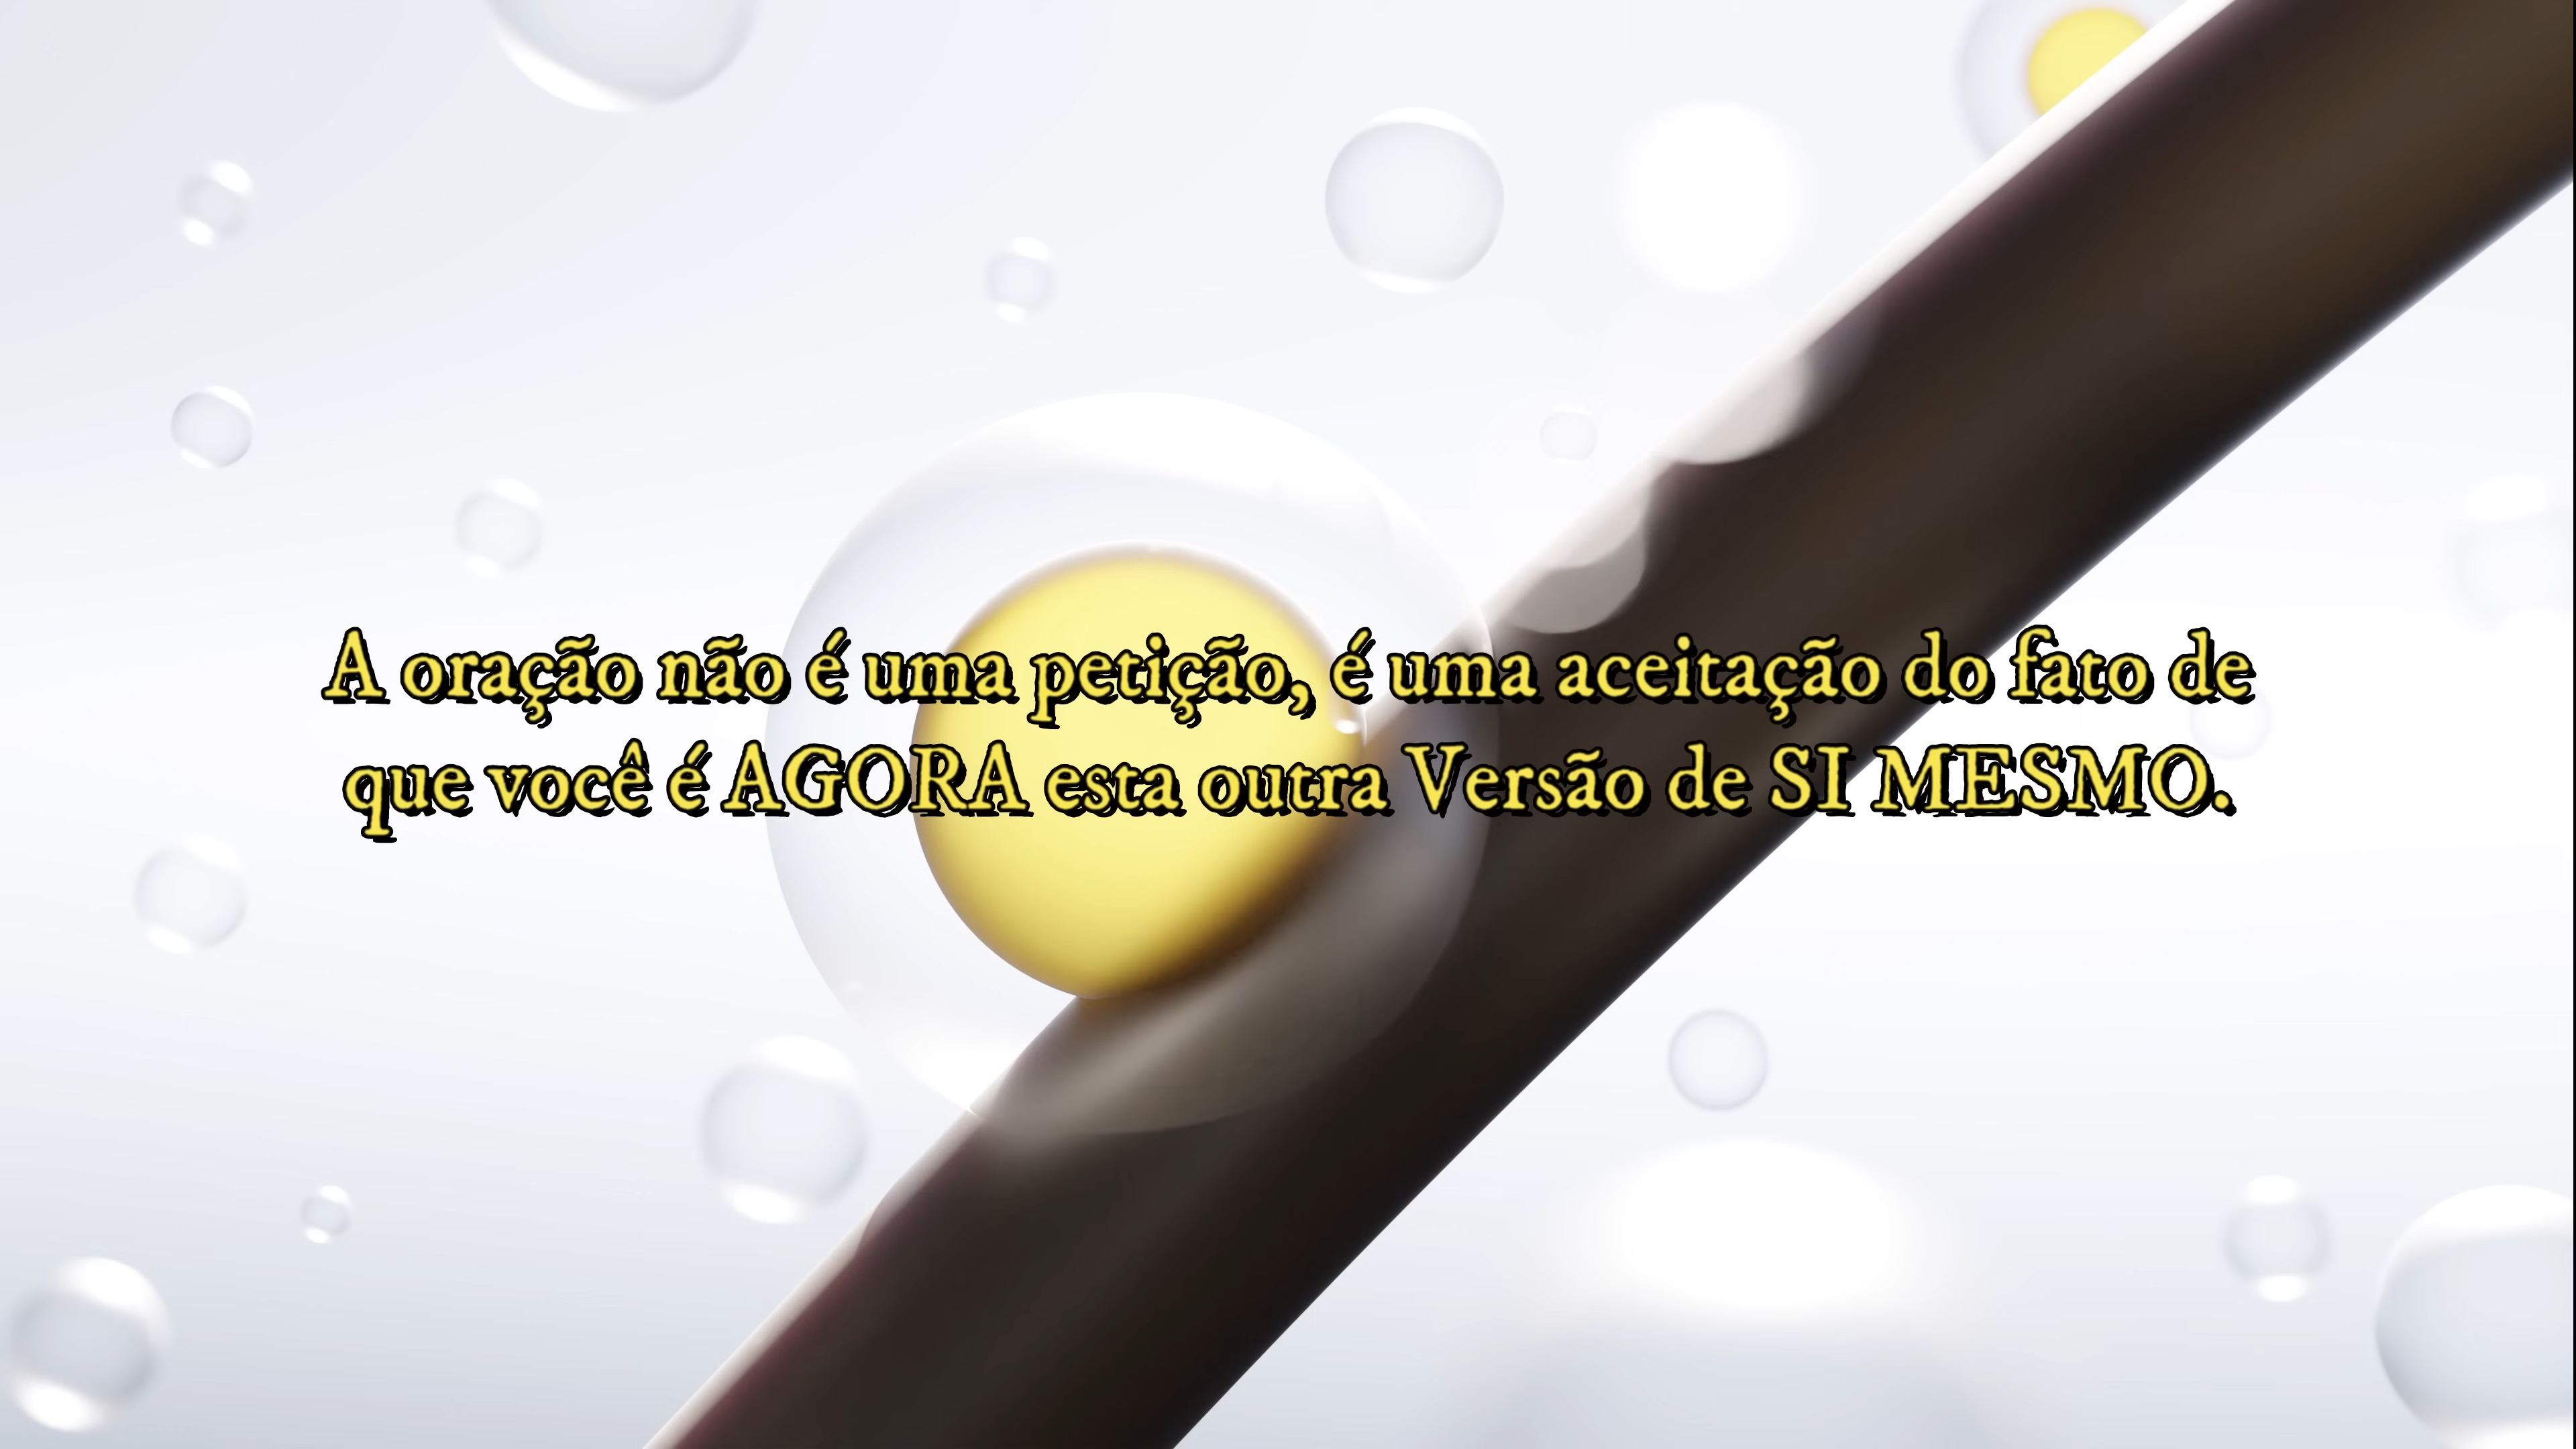 A oração não é uma petição, é uma aceitação do fato de
que você é AGORA esta outra Versão de SI MESMO.